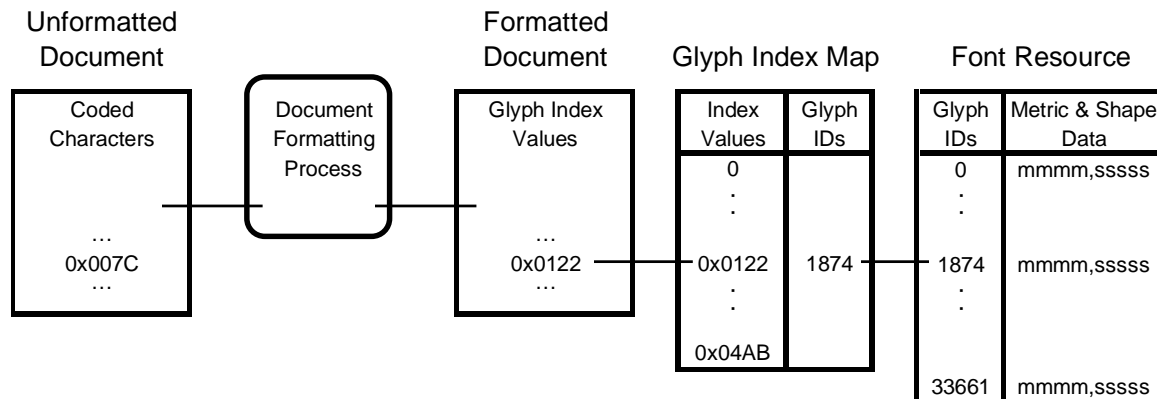 Unformatted
Document
Formatted
Document
Glyph Index Map
Font Resource
Coded
Characters
…
0x007C
…
Document
Formatting
Process
Glyph Index
Values
…
0x0122
…
Index
Values
Glyph
IDs
0
.
.
0x0122
1874
.
.
0x04AB
Glyph
IDs
Metric & Shape
Data
0
mmmm,sssss
.
.
1874
mmmm,sssss
.
.
33661
mmmm,sssss